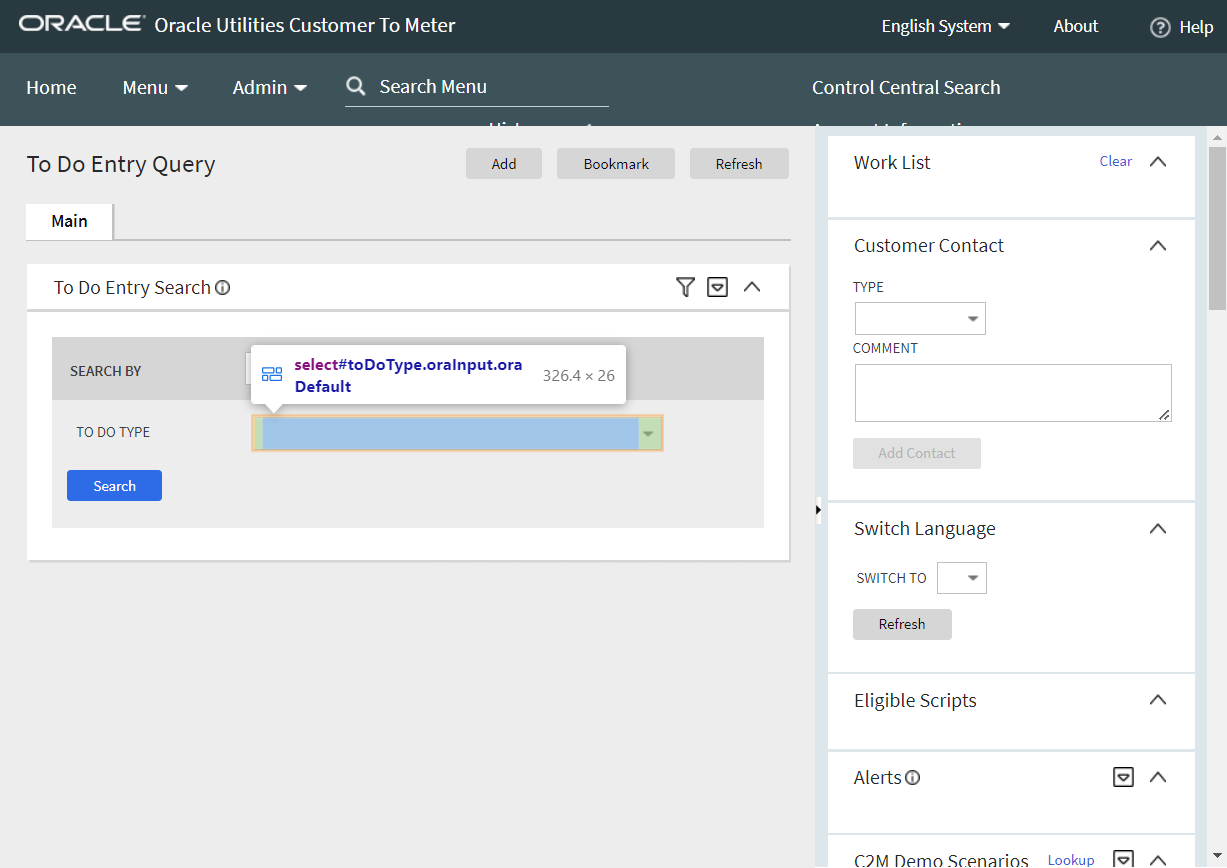 ORACLE Oracle Utilities Customer To Meter
English System
About
Help
Home
Menu
Admin
Search Menu
Control Central Search
To Do Entry Query
Add
Bookmark
Refresh
Main
To Do Entry Search
SEARCH BY
select#toDoType.oraInput.ora
Default
326.4 × 26
TO DO TYPE
Search
Work List
Clear
Customer Contact
TYPE
COMMENT
Add Contact
Switch Language
SWITCH TO
Refresh
Eligible Scripts
Alerts
C2M Demo Scenarios
Lookup